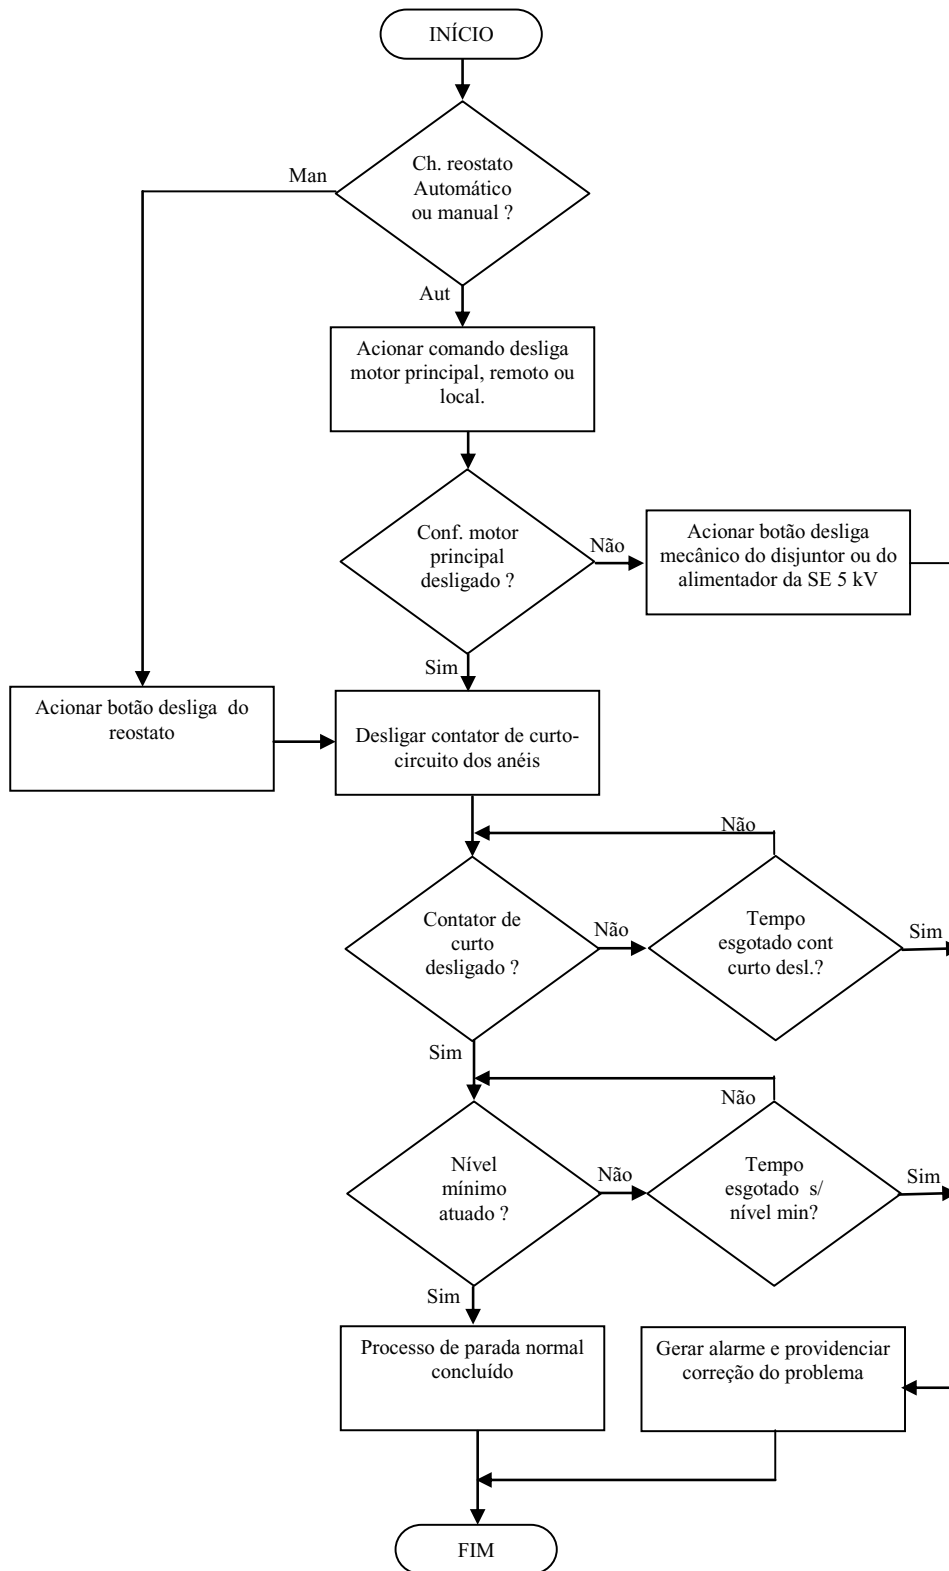 INÍCIO
Ch. reostato
Automático
ou manual ?
Man
Aut
Acionar comando desliga
motor principal, remoto ou
local.
Conf. motor
principal
desligado ?
Não
Acionar botão desliga
mecânico do disjuntor ou do
alimentador da SE 5 kV
Sim
Acionar botão desliga do
reostato
Desligar contator de curto-
circuito dos anéis
Não
Contator de
curto
desligado ?
Não
Tempo
esgotado cont
curto desl.?
Sim
Sim
Não
Nível
mínimo
atuado ?
Não
Tempo
esgotado s/
nível min?
Sim
Sim
Processo de parada normal
concluído
Gerar alarme e providenciar
correção do problema
FIM